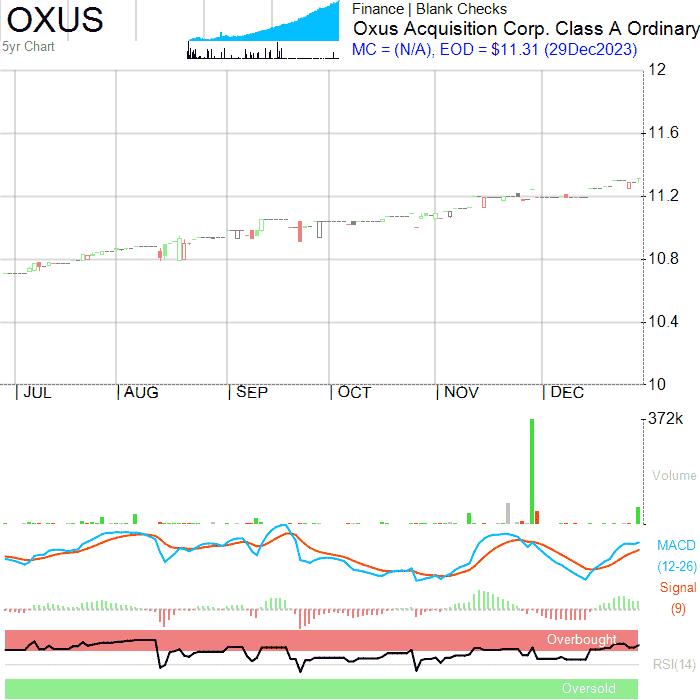 OXUS
5yr Chart
Finance | Blank Checks
Oxus Acquisition Corp. Class A Ordinary
MC = (N/A), EOD = $11.31 (29Dec2023)
12
11.6
11.2
10.8
10.4
10
JUL
AUG
SEP
OCT
NOV
DEC
372k
Volume
MACD
(12-26)
Signal
(9)
Overbought
RSI(14)
Oversold